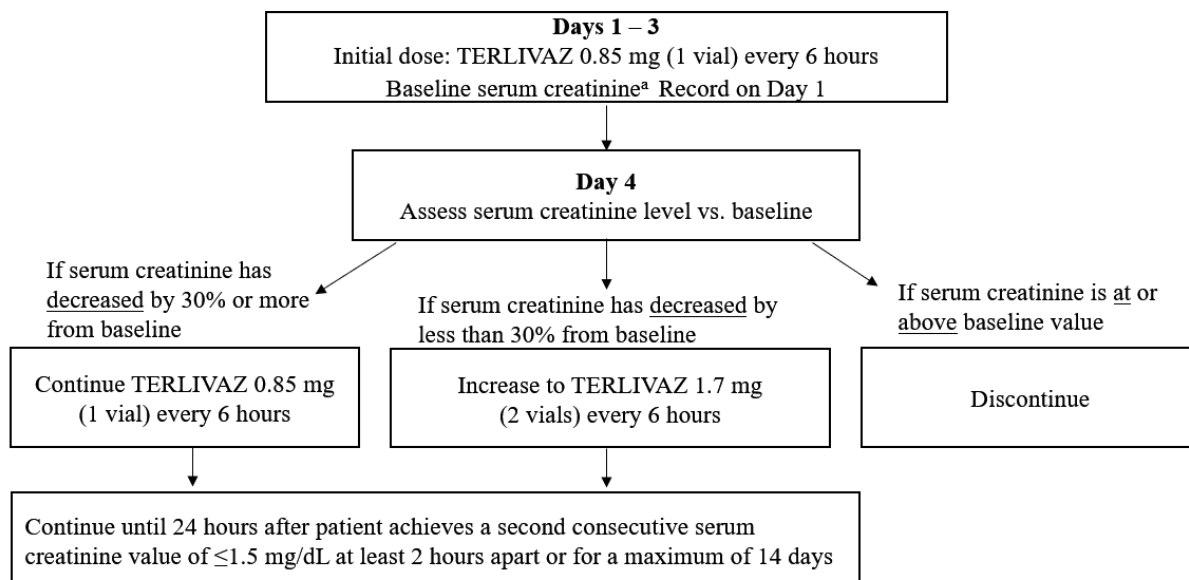 Days 1 – 3
Initial dose: TERLIVAZ 0.85 mg (1 vial) every 6 hours
Baseline serum creatinineᵃ Record on Day 1
Day 4
Assess serum creatinine level vs. baseline
If serum creatinine has
decreased by 30% or more
from baseline
If serum creatinine has decreased by
less than 30% from baseline
If serum creatinine is at or
above baseline value
Continue TERLIVAZ 0.85 mg
(1 vial) every 6 hours
Increase to TERLIVAZ 1.7 mg
(2 vials) every 6 hours
Discontinue
Continue until 24 hours after patient achieves a second consecutive serum
creatinine value of ≤1.5 mg/dL at least 2 hours apart or for a maximum of 14 days